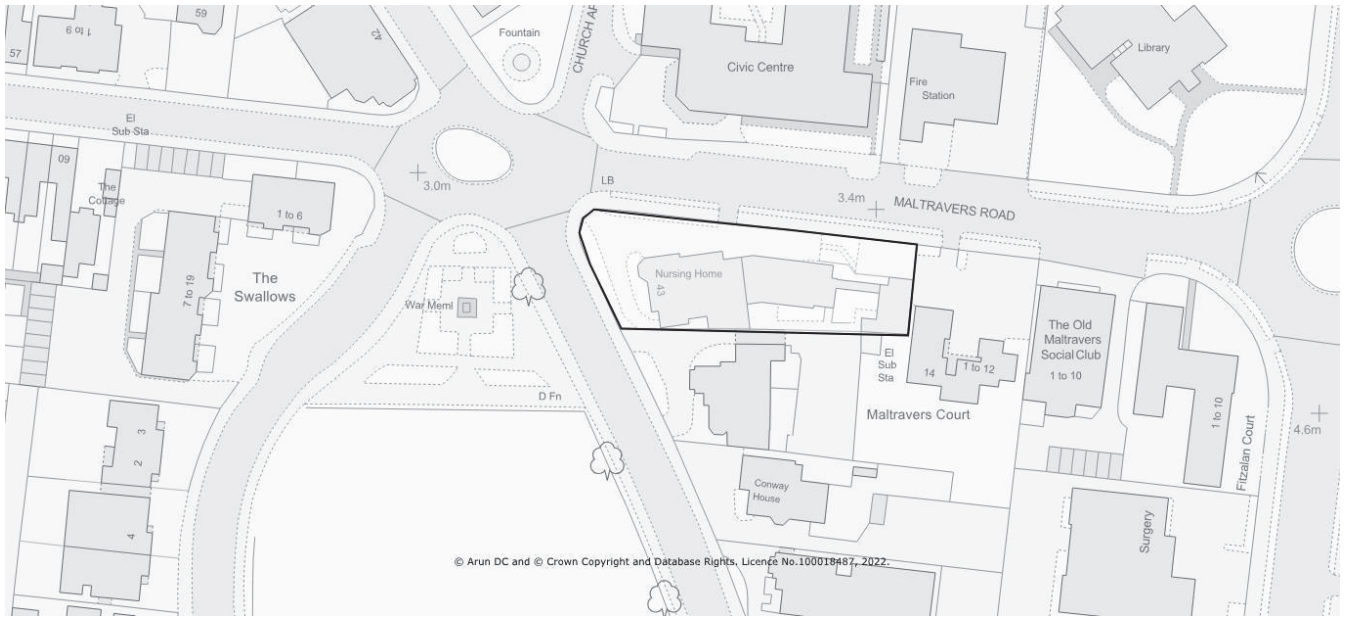 59
1 to 9
57
42
Fountain
CHURCH
Civic Centre
Fire
Station
Library
El
Sub Sta
60
The
Cottage
1 to 6
3.0m
LB
3.4m
MALTRAVERS ROAD
7 to 19
The
Swallows
War Meml
Nursing Home
43
El
Sub
Sta
14
1 to 12
The Old
Maltravers
Social Club
1 to 10
Maltravers Court
D Fn
1 to 10
Fitzalan Court
4.6m
3
2
4
Conway
House
Surgery
© Arun DC and © Crown Copyright and Database Rights. Licence No.100018487, 2022.